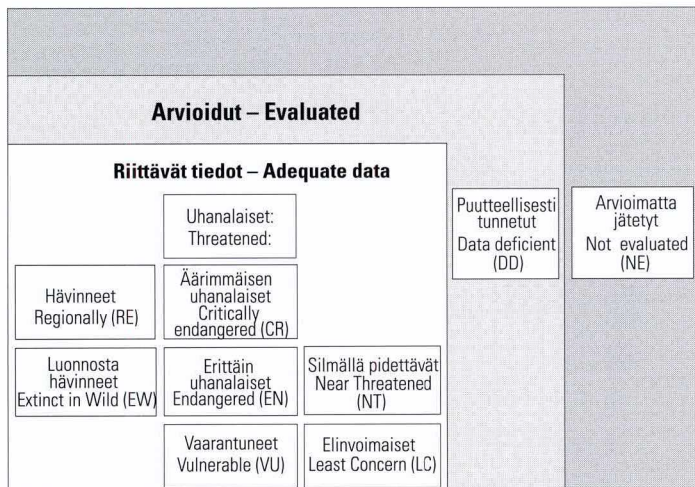 Arvioidut – Evaluated
Riittävät tiedot – Adequate data
Uhanalaiset:
Threatened:
Puutteellisesti
tunnetut
Data deficient
(DD)
Arvioimatta
jätetyt
Not evaluated
(NE)
Hävinneet
Regionally (RE)
Äärimmäisen
uhanalaiset
Critically
endangered (CR)
Luonnosta
hävinneet
Extinct in Wild (EW)
Erittäin
uhanalaiset
Endangered (EN)
Silmällä pidettävät
Near Threatened
(NT)
Vaarantuneet
Vulnerable (VU)
Elinvoimaiset
Least Concern (LC)